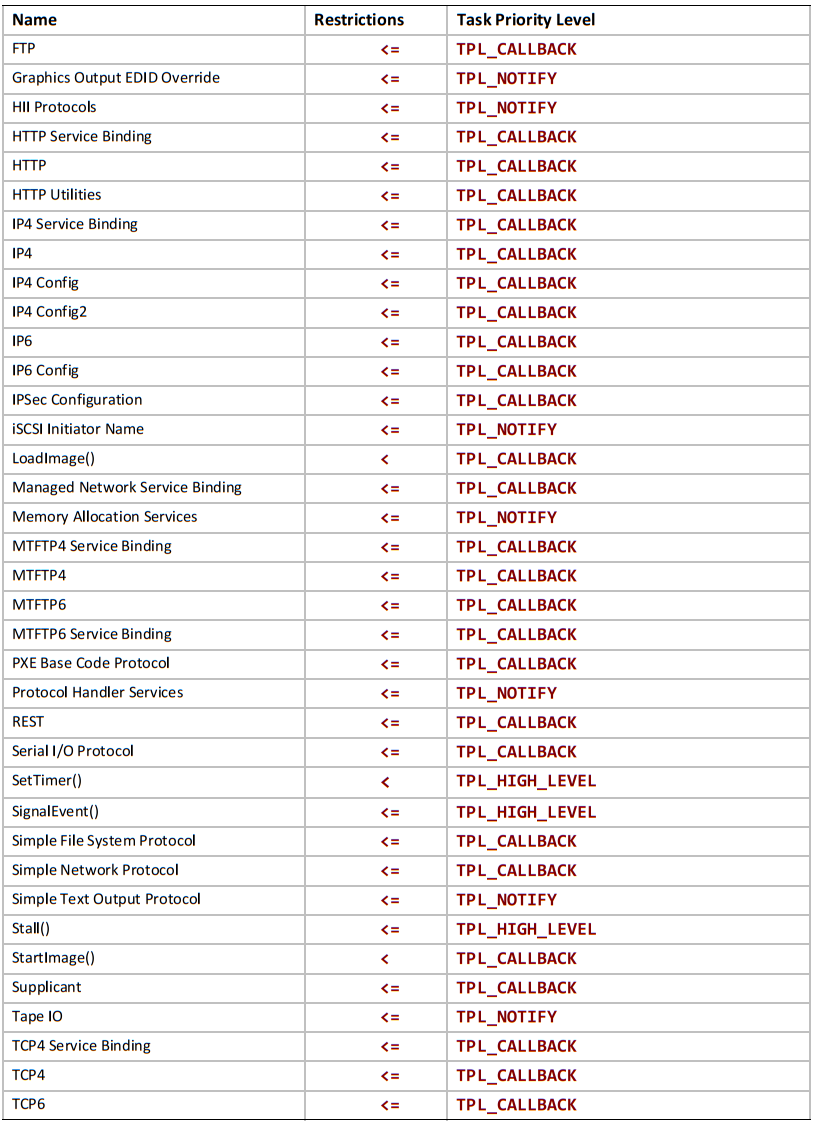 Name Restrictions Task Priority Level
FTP <= TPL_CALLBACK
Graphics Output EDID Override <= TPL_NOTIFY
HII Protocols <= TPL_NOTIFY
HTTP Service Binding <= TPL_CALLBACK
HTTP <= TPL_CALLBACK
HTTP Utilities <= TPL_CALLBACK
IP4 Service Binding <= TPL_CALLBACK
IP4 <= TPL_CALLBACK
IP4 Config <= TPL_CALLBACK
IP4 Config2 <= TPL_CALLBACK
IP6 <= TPL_CALLBACK
IP6 Config <= TPL_CALLBACK
IPSec Configuration <= TPL_CALLBACK
iSCSI Initiator Name <= TPL_NOTIFY
LoadImage() < TPL_CALLBACK
Managed Network Service Binding <= TPL_CALLBACK
Memory Allocation Services <= TPL_NOTIFY
MTFTP4 Service Binding <= TPL_CALLBACK
MTFTP4 <= TPL_CALLBACK
MTFTP6 <= TPL_CALLBACK
MTFTP6 Service Binding <= TPL_CALLBACK
PXE Base Code Protocol <= TPL_CALLBACK
Protocol Handler Services <= TPL_NOTIFY
REST <= TPL_CALLBACK
Serial I/O Protocol <= TPL_CALLBACK
SetTimer() < TPL_HIGH_LEVEL
SignalEvent() <= TPL_HIGH_LEVEL
Simple File System Protocol <= TPL_CALLBACK
Simple Network Protocol <= TPL_CALLBACK
Simple Text Output Protocol <= TPL_NOTIFY
Stall() <= TPL_HIGH_LEVEL
StartImage() < TPL_CALLBACK
Supplicant <= TPL_CALLBACK
Tape IO <= TPL_NOTIFY
TCP4 Service Binding <= TPL_CALLBACK
TCP4 <= TPL_CALLBACK
TCP6 <= TPL_CALLBACK